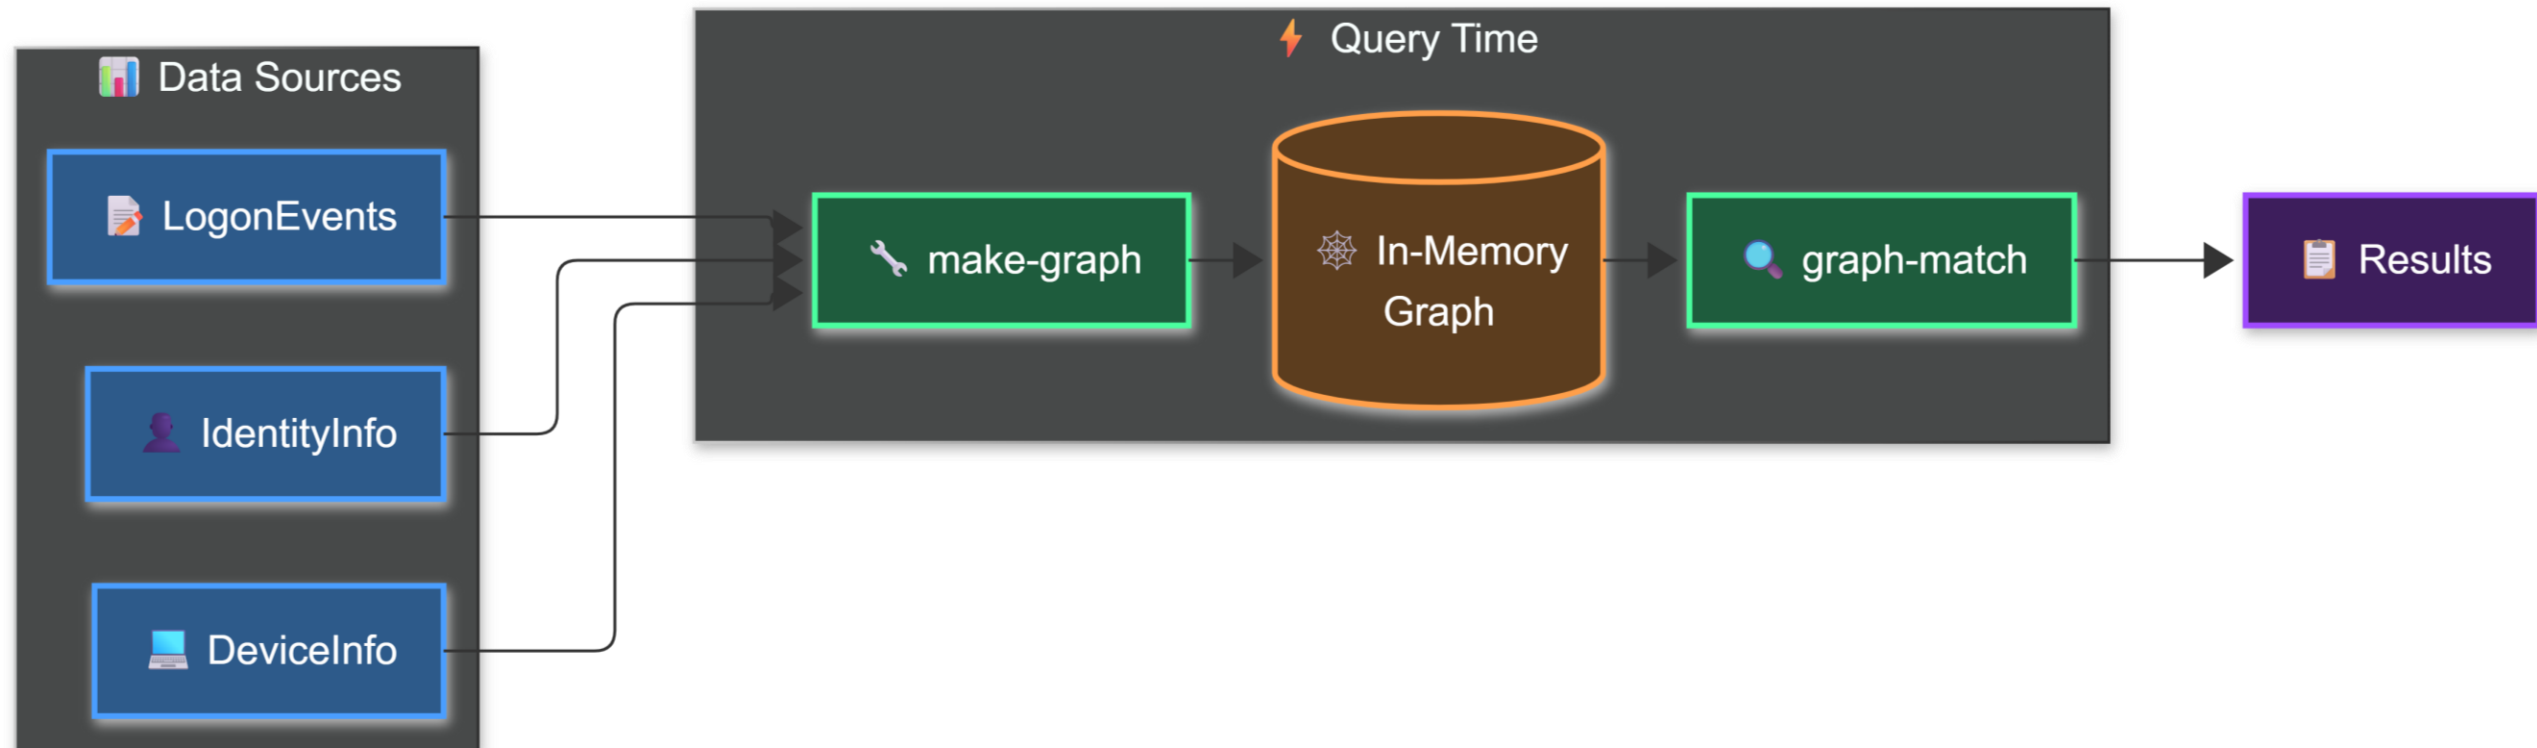 Data Sources
LogonEvents
IdentityInfo
DeviceInfo
Query Time
make-graph
In-Memory
Graph
graph-match
Results